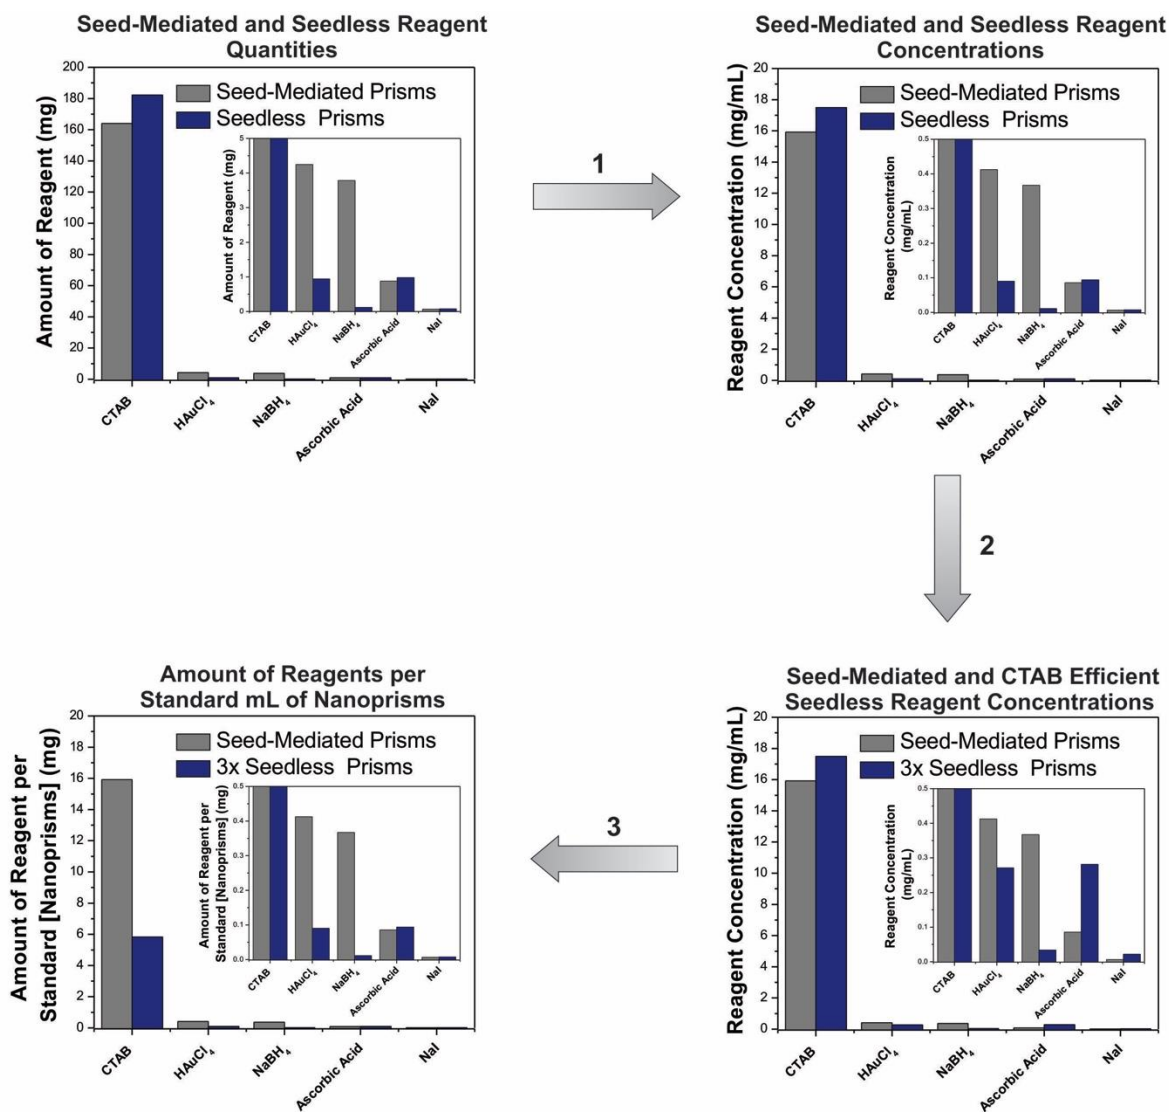 Seed-Mediated and Seedless Reagent
Quantities
Amount of Reagent (mg)
200
180
160
140
120
100
80
60
40
20
0
Seed-Mediated Prisms
Seedless Prisms
Amount of Reagent (mg)
5
4
3
2
1
0
CTAB
HAuCl₄
NaBH₄
Ascorbic Acid
NaI
CTAB
HAuCl₄
NaBH₄
Ascorbic Acid
NaI
1
Seed-Mediated and Seedless Reagent
Concentrations
Reagent Concentration (mg/mL)
20
18
16
14
12
10
8
6
4
2
0
Seed-Mediated Prisms
Seedless Prisms
Reagent Concentration
(mg/mL)
0.5
0.4
0.3
0.2
0.1
0.0
CTAB
HAuCl₄
NaBH₄
Ascorbic Acid
NaI
CTAB
HAuCl₄
NaBH₄
Ascorbic Acid
NaI
2
Amount of Reagents per
Standard mL of Nanoprisms
Amount of Reagent per
Standard [Nanoprisms] (mg)
20
18
16
14
12
10
8
6
4
2
0
Seed-Mediated Prisms
3x Seedless Prisms
Amount of Reagent per
Standard [Nanoprisms] (mg)
0.5
0.4
0.3
0.2
0.1
0.0
CTAB
HAuCl₄
NaBH₄
Ascorbic Acid
NaI
CTAB
HAuCl₄
NaBH₄
Ascorbic Acid
NaI
3
Seed-Mediated and CTAB Efficient
Seedless Reagent Concentrations
Reagent Concentration (mg/mL)
20
18
16
14
12
10
8
6
4
2
0
Seed-Mediated Prisms
3x Seedless Prisms
Reagent Concentration
(mg/mL)
0.5
0.4
0.3
0.2
0.1
0.0
CTAB
HAuCl₄
NaBH₄
Ascorbic Acid
NaI
CTAB
HAuCl₄
NaBH₄
Ascorbic Acid
NaI